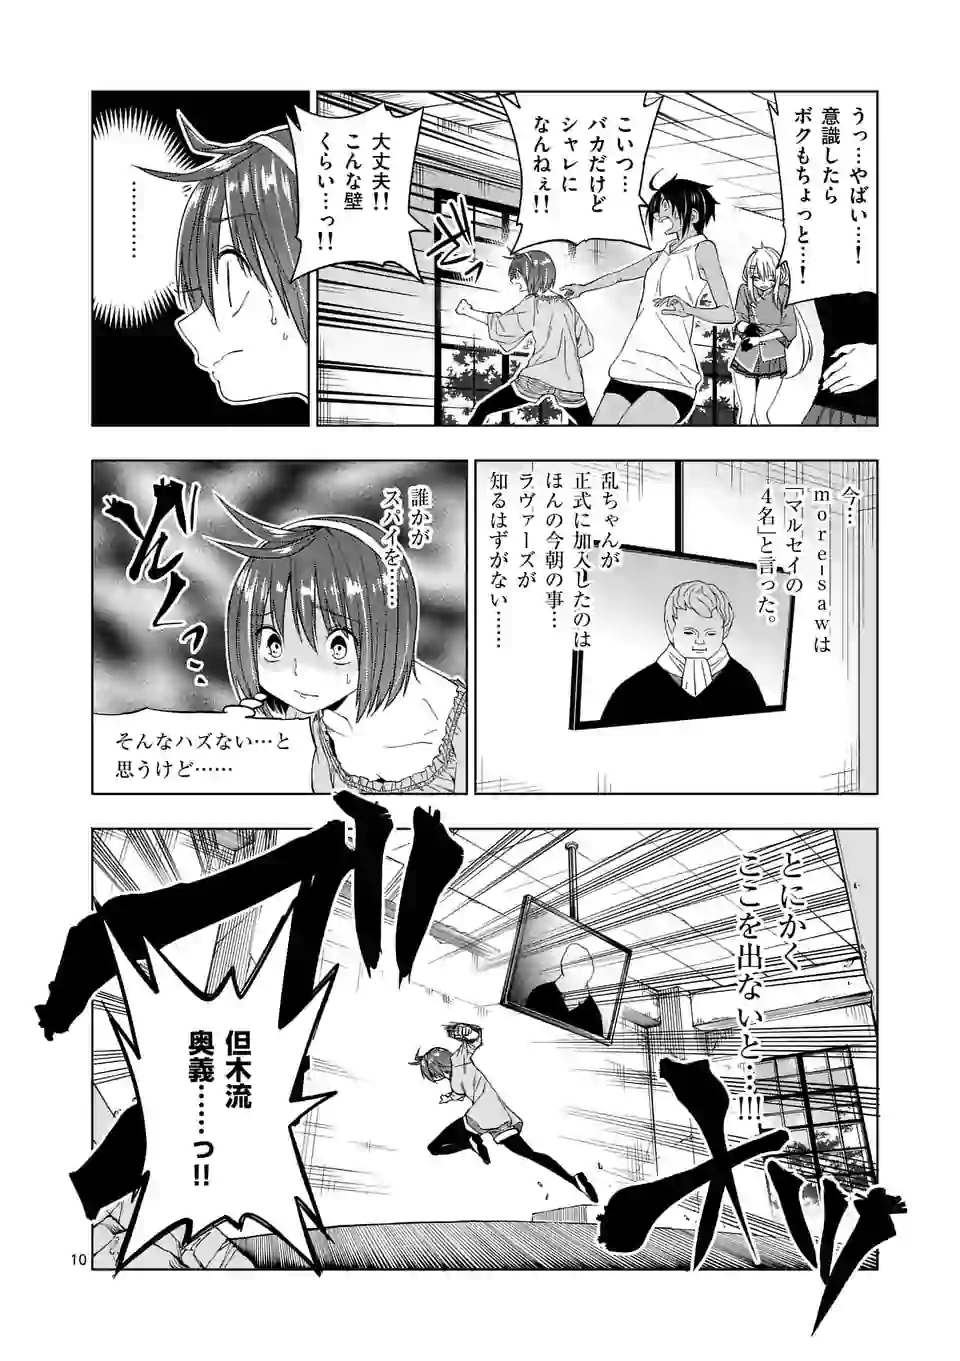 うっ…やばい…!
意識したら
ボクもちょっと…!
こいつ…
バカだけど
シャレに
なんねぇ!!
大丈夫!!
こんな壁
くらい…っ!!
…………
今…
moreisawは
「マルセイの
4名」と言った。
乱ちゃんが
正式に加入したのは
ほんの今朝の事…
ラヴァーズが
知るはずがない……
誰かが
スパイを……
そんなハズない…と
思うけど……
とにかく
ここを出ないと…!!!
但木流
奥義……っ!!
10